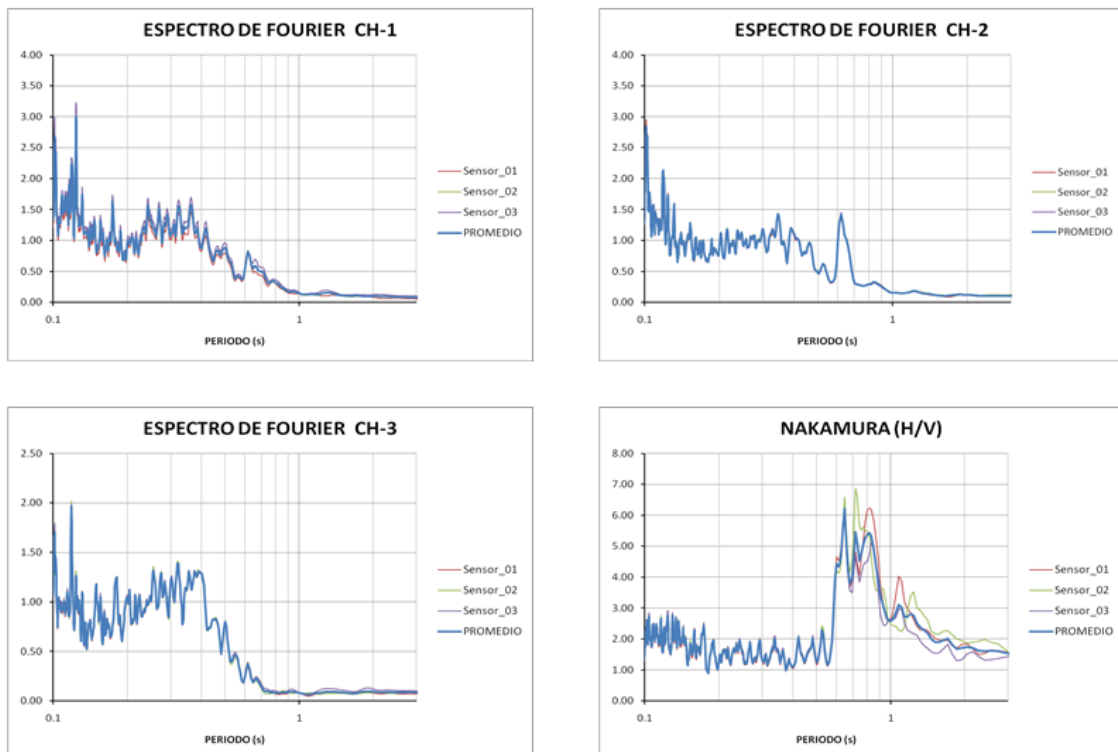 ESPECTRO DE FOURIER CH-1
4.00
3.50
3.00
2.50
2.00
1.50
1.00
0.50
0.00
0.1
1
PERIODO (s)
Sensor_01
Sensor_02
Sensor_03
PROMEDIO
ESPECTRO DE FOURIER CH-2
4.00
3.50
3.00
2.50
2.00
1.50
1.00
0.50
0.00
0.1
1
PERIODO (s)
Sensor_01
Sensor_02
Sensor_03
PROMEDIO
ESPECTRO DE FOURIER CH-3
2.50
2.00
1.50
1.00
0.50
0.00
0.1
1
PERIODO (s)
Sensor_01
Sensor_02
Sensor_03
PROMEDIO
NAKAMURA (H/V)
8.00
7.00
6.00
5.00
4.00
3.00
2.00
1.00
0.00
0.1
1
PERIODO (s)
Sensor_01
Sensor_02
Sensor_03
PROMEDIO